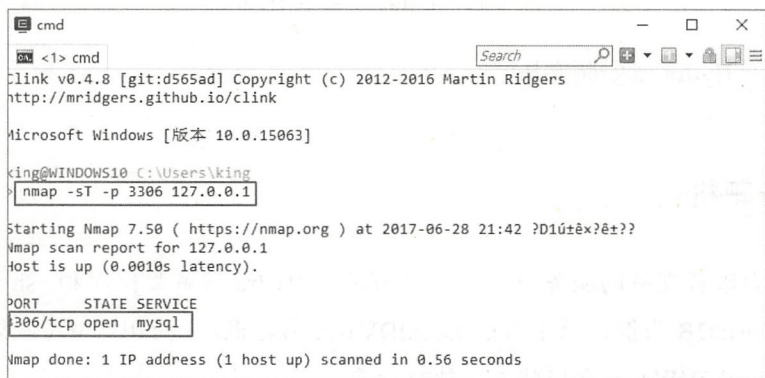 cmd
<1> cmd
Search
Clink v0.4.8 [git:d565ad] Copyright (c) 2012-2016 Martin Ridgers
http://mridgers.github.io/clink
Microsoft Windows [版本 10.0.15063]
king@WINDOWS10 C:\Users\king
> nmap -sT -p 3306 127.0.0.1
Starting Nmap 7.50 ( https://nmap.org ) at 2017-06-28 21:42 ?D1ú±ê×?ê±??
Nmap scan report for 127.0.0.1
Host is up (0.0010s latency).
PORT STATE SERVICE
3306/tcp open mysql
Nmap done: 1 IP address (1 host up) scanned in 0.56 seconds